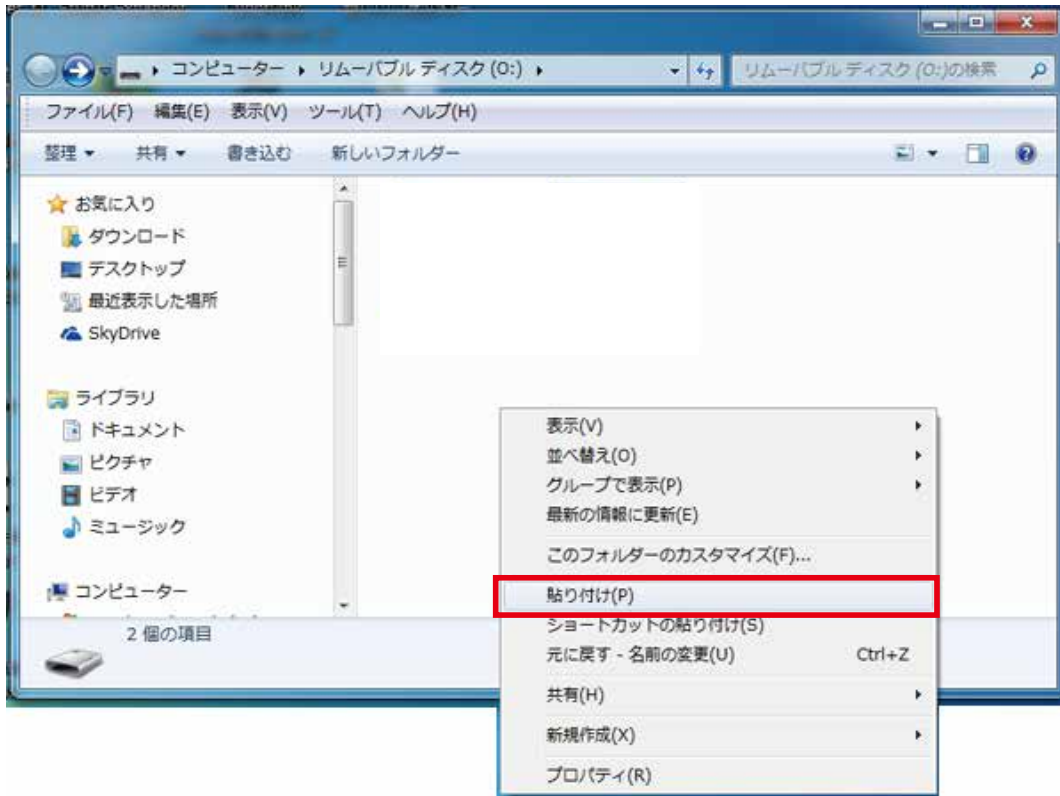 コンピューター ▸ リムーバブル ディスク (O:) ▸
リムーバブル ディスク (O:)の検索
ファイル(F) 編集(E) 表示(V) ツール(T) ヘルプ(H)
整理 共有 書き込む 新しいフォルダー
お気に入り
ダウンロード
デスクトップ
最近表示した場所
SkyDrive
ライブラリ
ドキュメント
ピクチャ
ビデオ
ミュージック
コンピューター
2 個の項目
表示(V)
並べ替え(O)
グループで表示(P)
最新の情報に更新(E)
このフォルダーのカスタマイズ(F)...
貼り付け(P)
ショートカットの貼り付け(S)
元に戻す - 名前の変更(U) Ctrl+Z
共有(H)
新規作成(X)
プロパティ(R)